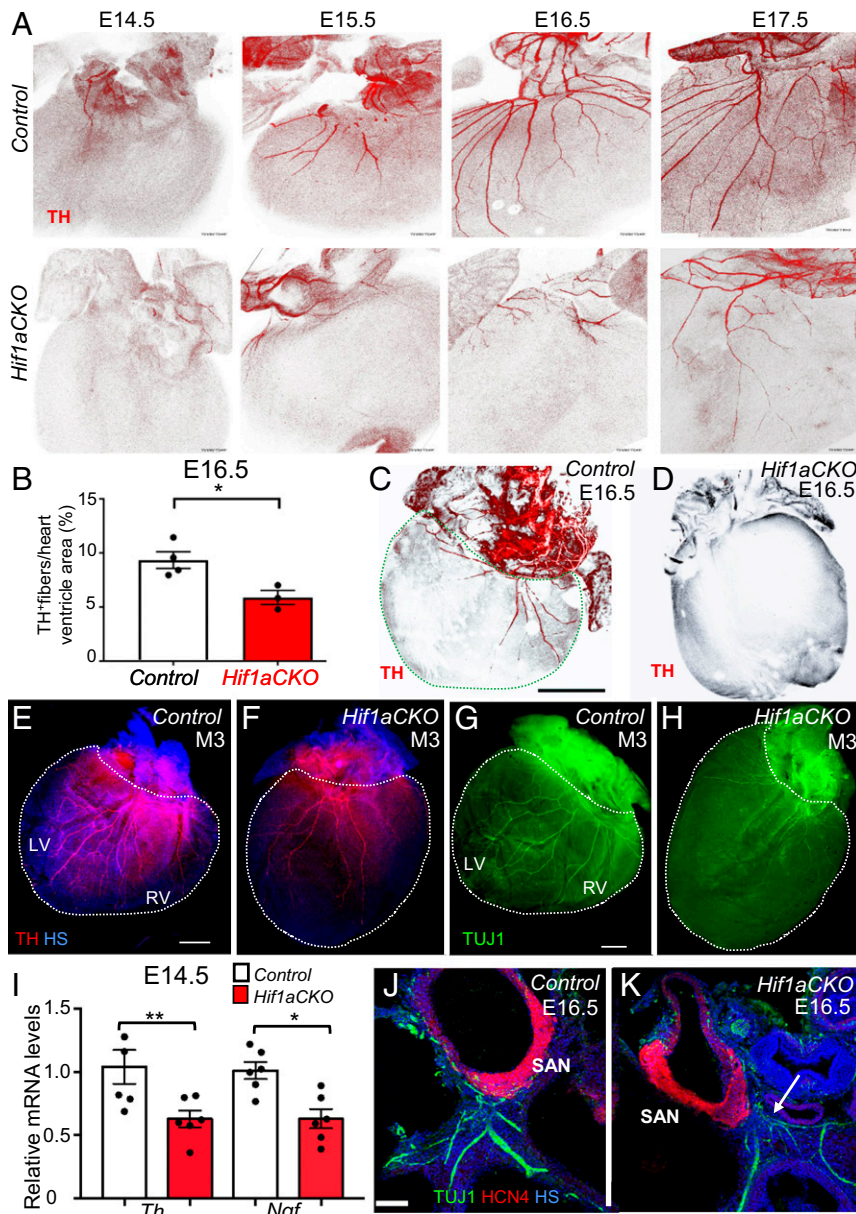 A
E14.5 E15.5 E16.5 E17.5
Control
TH
Hif1aCKO
B
E16.5
*
TH+fibers/heart
ventricle area (%)
15
10
5
0
Control Hif1aCKO
C
Control
E16.5
TH
D
Hif1aCKO
E16.5
TH
E
Control
M3
LV
RV
TH HS
F
Hif1aCKO
M3
G
Control
M3
LV
RV
TUJ1
H
Hif1aCKO
M3
I
E14.5
Control
Hif1aCKO
** *
Relative mRNA levels
1.5
1.0
0.5
0
Th Ngf
J
Control
E16.5
SAN
TUJ1 HCN4 HS
K
Hif1aCKO
E16.5
SAN